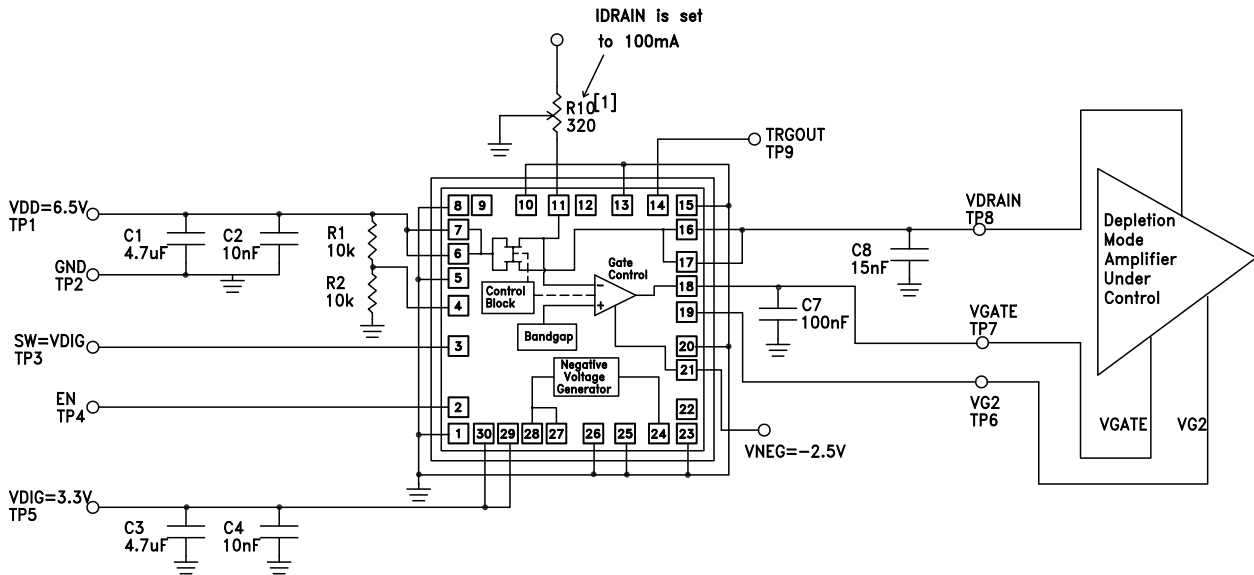 IDRAIN is set
to 100mA
R10[1]
320
TRGOUT
TP9
VDD=6.5V
TP1
C1
4.7uF
C2
10nF
R1
10k
R2
10k
GND
TP2
SW=VDIG
TP3
EN
TP4
VDIG=3.3V
TP5
C3
4.7uF
C4
10nF
8
9
10
11
12
13
14
15
7
6
5
4
3
2
1
16
17
18
19
20
21
22
30
29
28
27
26
25
24
23
Gate
Control
Control
Block
Bandgap
Negative
Voltage
Generator
−
+
VNEG=-2.5V
C7
100nF
C8
15nF
VDRAIN
TP8
VGATE
TP7
VG2
TP6
Depletion
Mode
Amplifier
Under
Control
VGATE
VG2